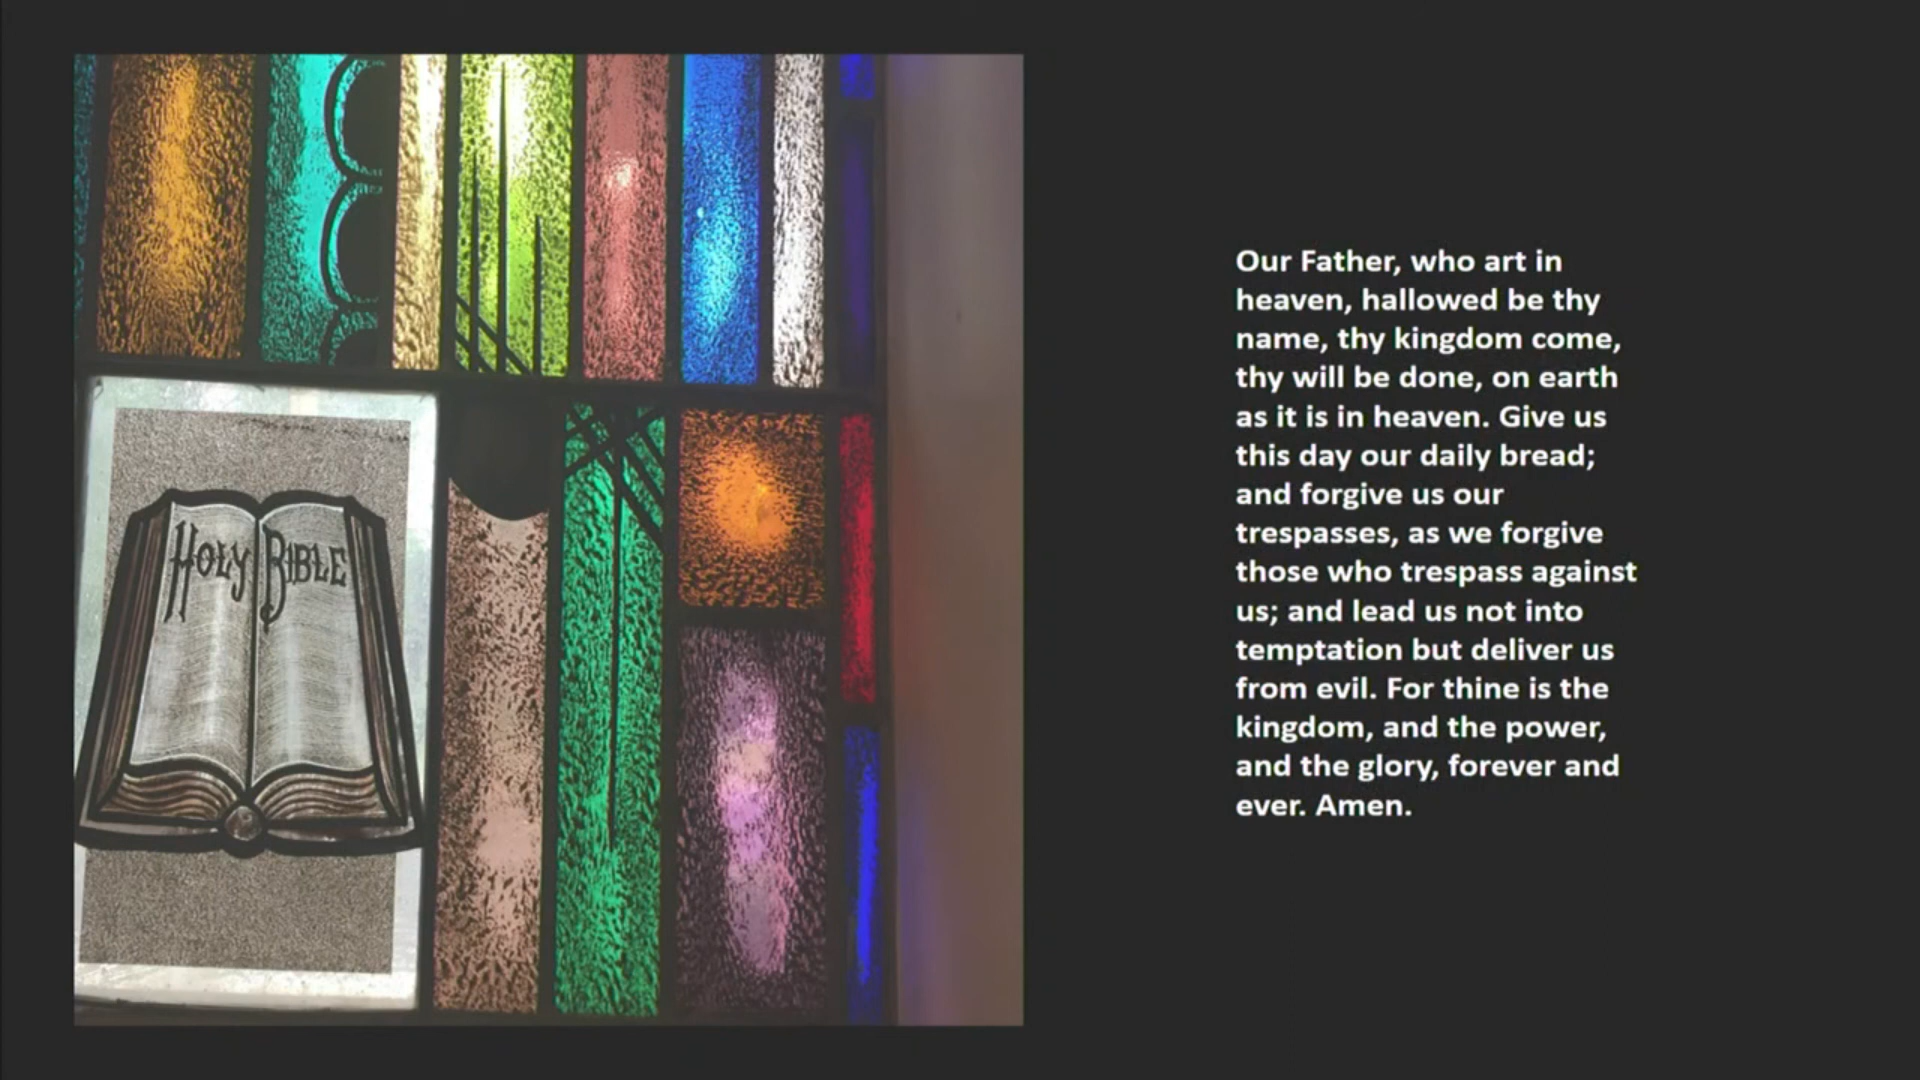 HOLY BIBLE
Our Father, who art in
heaven, hallowed be thy
name, thy kingdom come,
thy will be done, on earth
as it is in heaven. Give us
this day our daily bread;
and forgive us our
trespasses, as we forgive
those who trespass against
us; and lead us not into
temptation but deliver us
from evil. For thine is the
kingdom, and the power,
and the glory, forever and
ever. Amen.